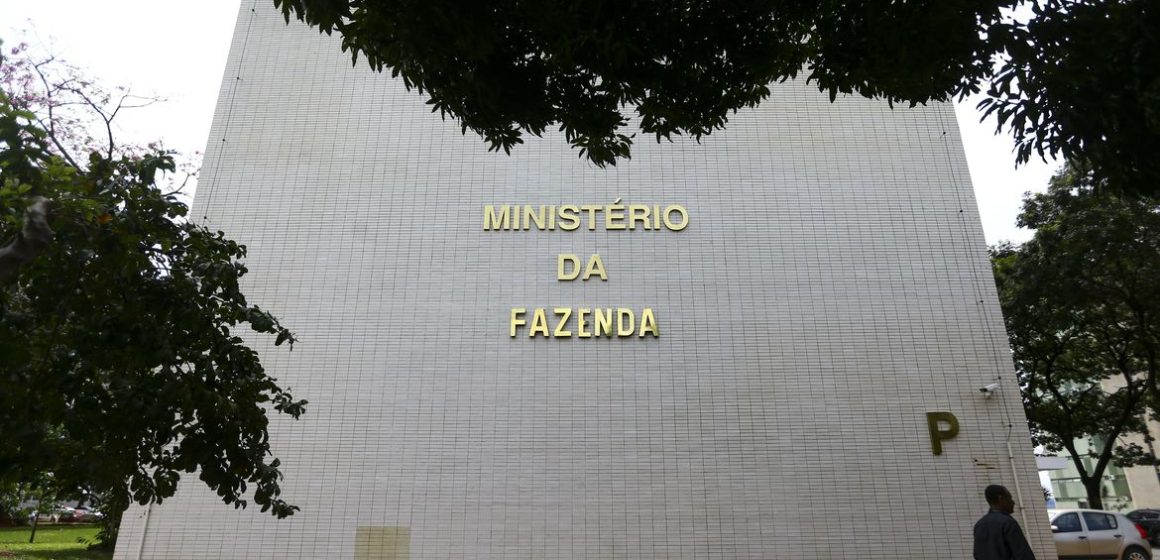 MINISTÉRIO
DA
FAZENDA
P